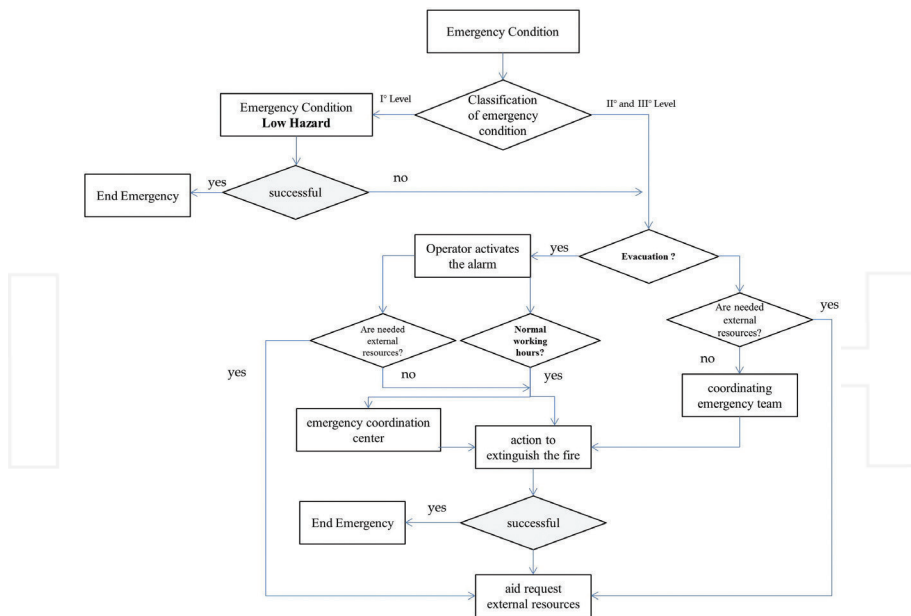 Emergency Condition
I° Level
Classification
of emergency
condition
II° and III° Level
Emergency Condition
Low Hazard
yes
successful
no
End Emergency
Operator activates
the alarm
yes
Evacuation ?
Are needed
external
resources?
yes
Are needed
external
resources?
Normal
working
hours?
no
yes
no
yes
coordinating
emergency team
emergency coordination
center
action to
extinguish the fire
yes
End Emergency
successful
aid request
external resources